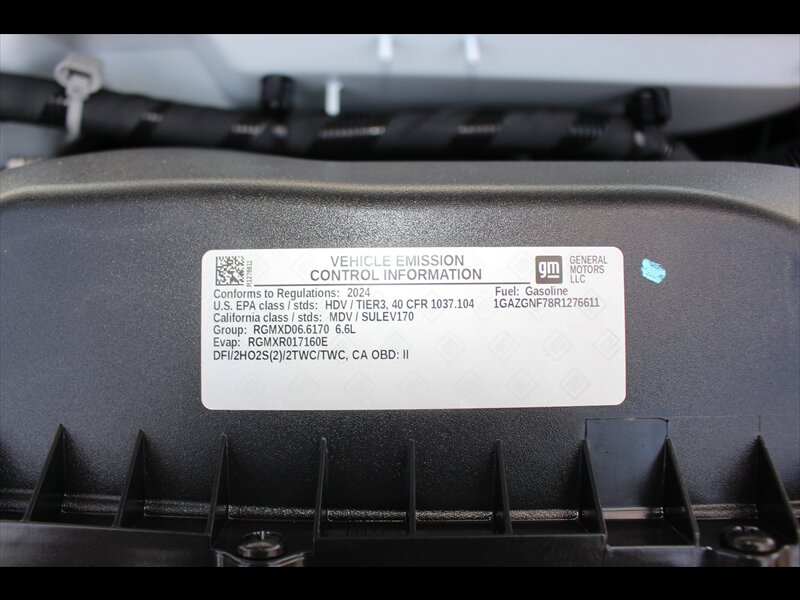 R1276611
VEHICLE EMISSION
CONTROL INFORMATION
gm
GENERAL
MOTORS
LLC
Conforms to Regulations: 2024
Fuel: Gasoline
U.S. EPA class / stds: HDV / TIER3, 40 CFR 1037.104
1GAZGNF78R1276611
California class / stds: MDV / SULEV170
Group: RGMXD06.6170 6.6L
Evap: RGMXR017160E
DFI/2HO2S(2)/2TWC/TWC, CA OBD: II